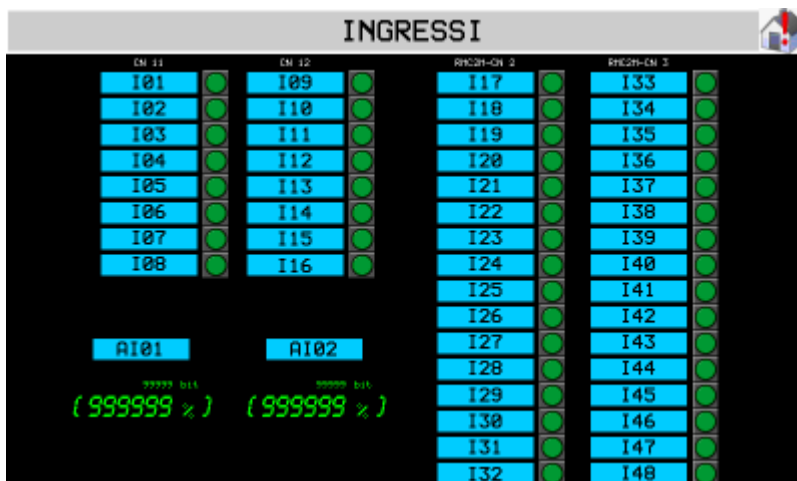 INGRESSI
CN 11 CN 12 RMC2M-CN 2 RMC2M-CN 3
I01 I09 I17 I33
I02 I10 I18 I34
I03 I11 I19 I35
I04 I12 I20 I36
I05 I13 I21 I37
I06 I14 I22 I38
I07 I15 I23 I39
I08 I16 I24 I40
I25 I41
I26 I42
AI01 AI02 I27 I43
I28 I44
99999 bit 99999 bit I29 I45
(999999 %) (999999 %) I30 I46
I31 I47
I32 I48